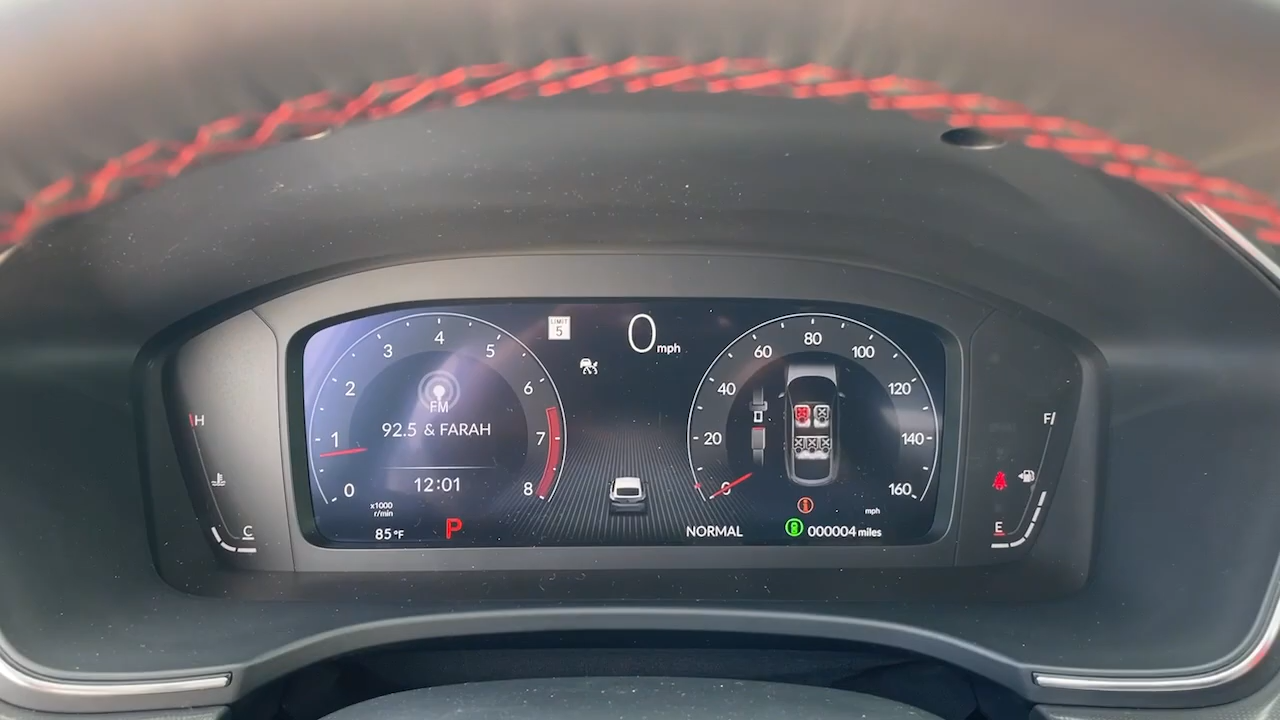 LIMIT
5
0 mph
0
1
2
3
4
5
6
7
8
x1000
r/min
FM
92.5 & FARAH
12:01
85°F
P
0
20
40
60
80
100
120
140
160
mph
NORMAL
000004 miles
H
C
F
E